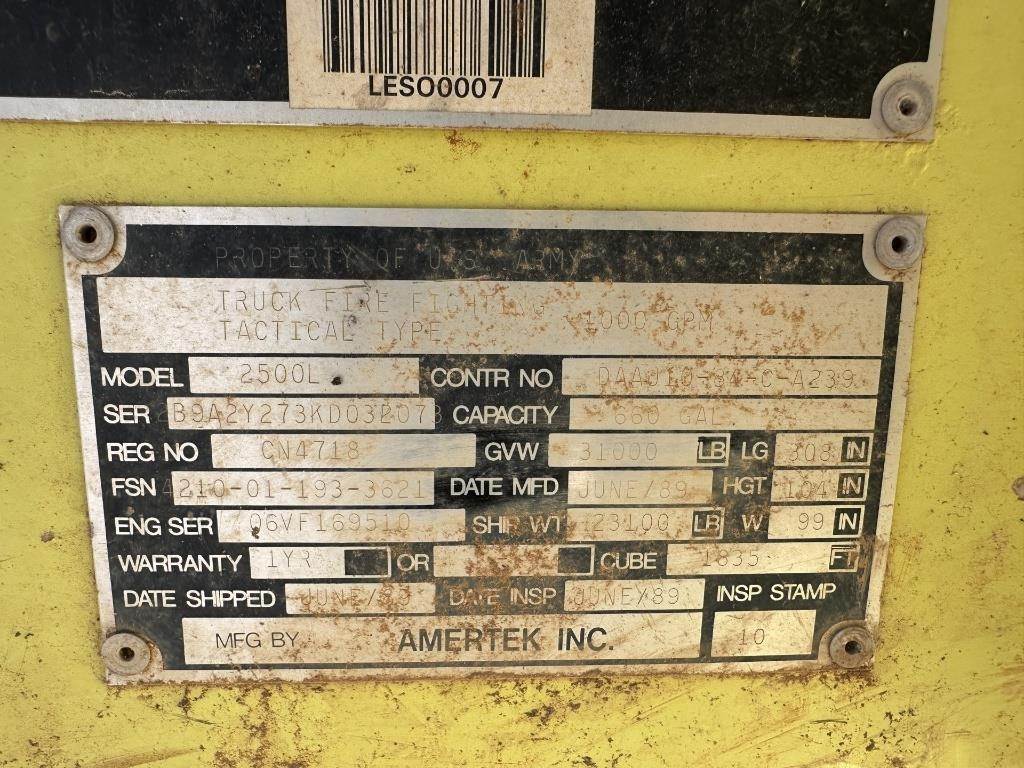 LESO0007
PROPERTY OF U.S. ARMY
TRUCK FIRE FIGHTING
TACTICAL TYPE 1000 GPM
MODEL 2500L CONTR NO
SER CAPACITY 660 GAL
REG NO CN4718 GVW 31000 LB LG 308 IN
FSN 4210-01-193-3621 DATE MFD JUNE/89 HGT 104 IN
ENG SER 06VF169510 SHIP WT 23100 LB W 99 IN
WARRANTY 1YR OR CUBE 1835 FT
DATE SHIPPED JUNE/89 DATE INSP JUNE/89 INSP STAMP
MFG BY AMERTEK INC. 10